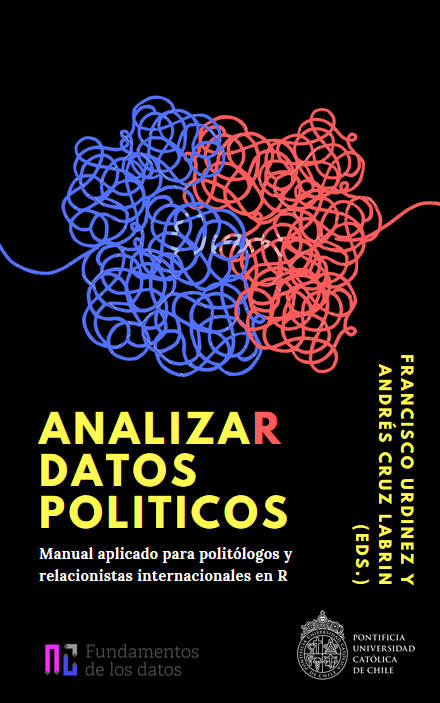 ANALIZAR
DATOS
POLITICOS
Manual aplicado para politólogos y
relacionistas internacionales en R
FRANCISCO URDINEZ Y
ANDRÉS CRUZ LABRIN
(EDS.)
Fundamentos
de los datos
PONTIFICIA
UNIVERSIDAD
CATÓLICA
DE CHILE